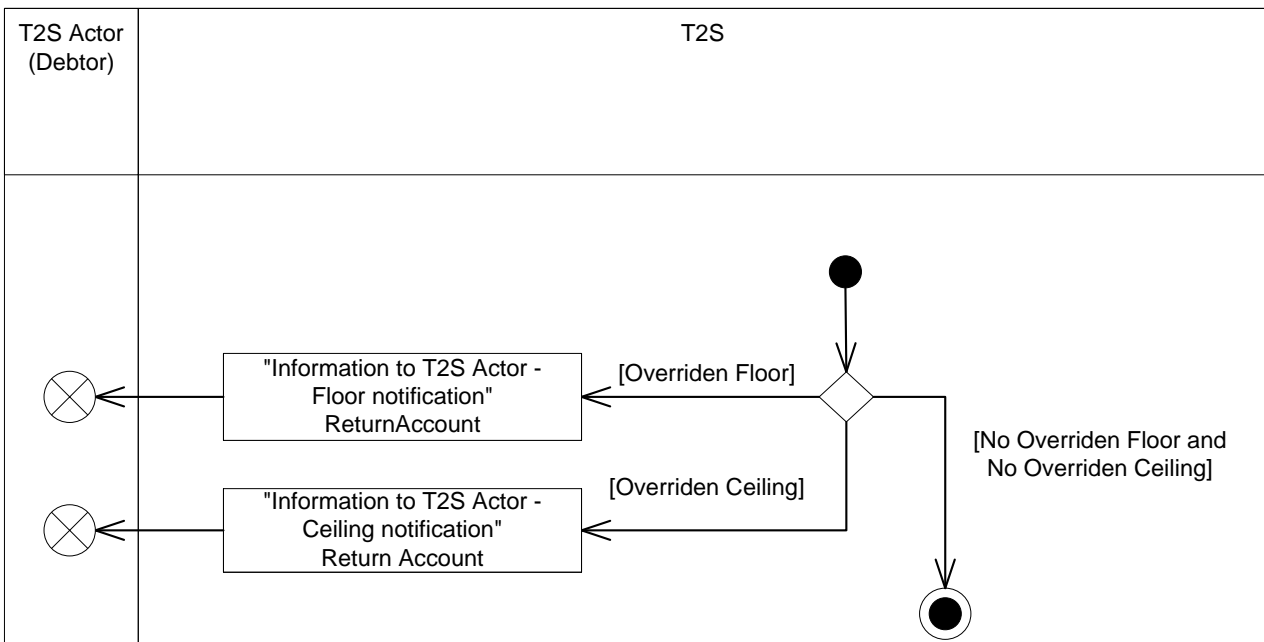 T2S Actor
(Debtor)
T2S
"Information to T2S Actor -
Floor notification"
ReturnAccount
[Overriden Floor]
[No Overriden Floor and
No Overriden Ceiling]
"Information to T2S Actor -
Ceiling notification"
Return Account
[Overriden Ceiling]